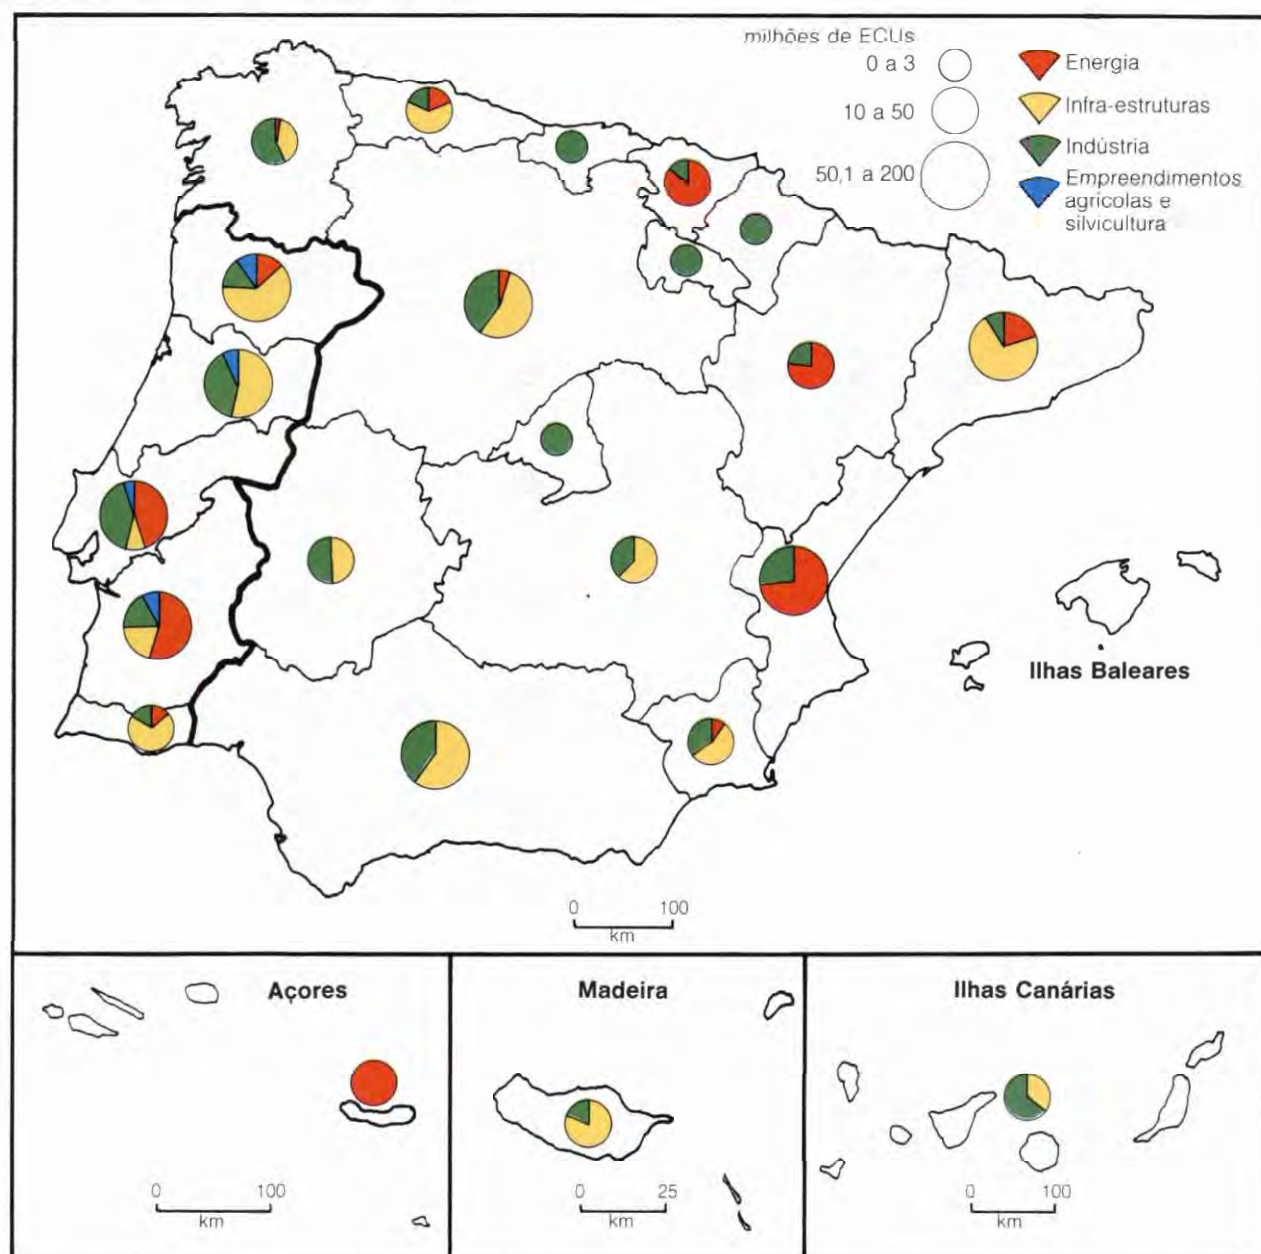 milhões de ECUs
0 a 3
10 a 50
50,1 a 200
Energia
Infra-estruturas
Indústria
Empreendimentos
agrícolas e
silvicultura
Ilhas Baleares
0 100
km
Açores
0 100
km
Madeira
0 25
km
Ilhas Canárias
0 100
km